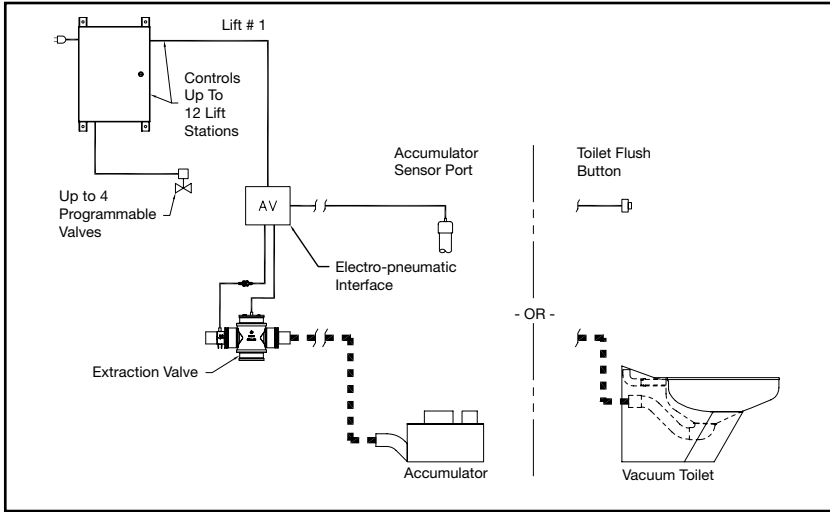 Lift # 1
Controls
Up To
12 Lift
Stations
Up to 4
Programmable
Valves
Accumulator
Sensor Port
Toilet Flush
Button
AV
Electro-pneumatic
Interface
- OR -
Extraction Valve
Accumulator
Vacuum Toilet